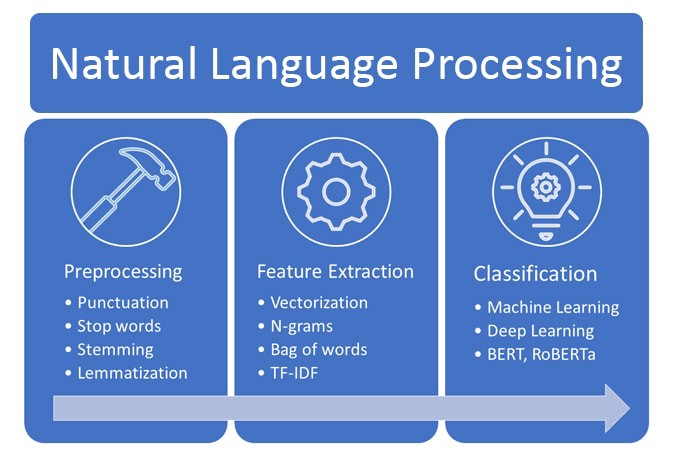 Natural Language Processing
Preprocessing
• Punctuation
• Stop words
• Stemming
• Lemmatization
Feature Extraction
• Vectorization
• N-grams
• Bag of words
• TF-IDF
Classification
• Machine Learning
• Deep Learning
• BERT, RoBERTa